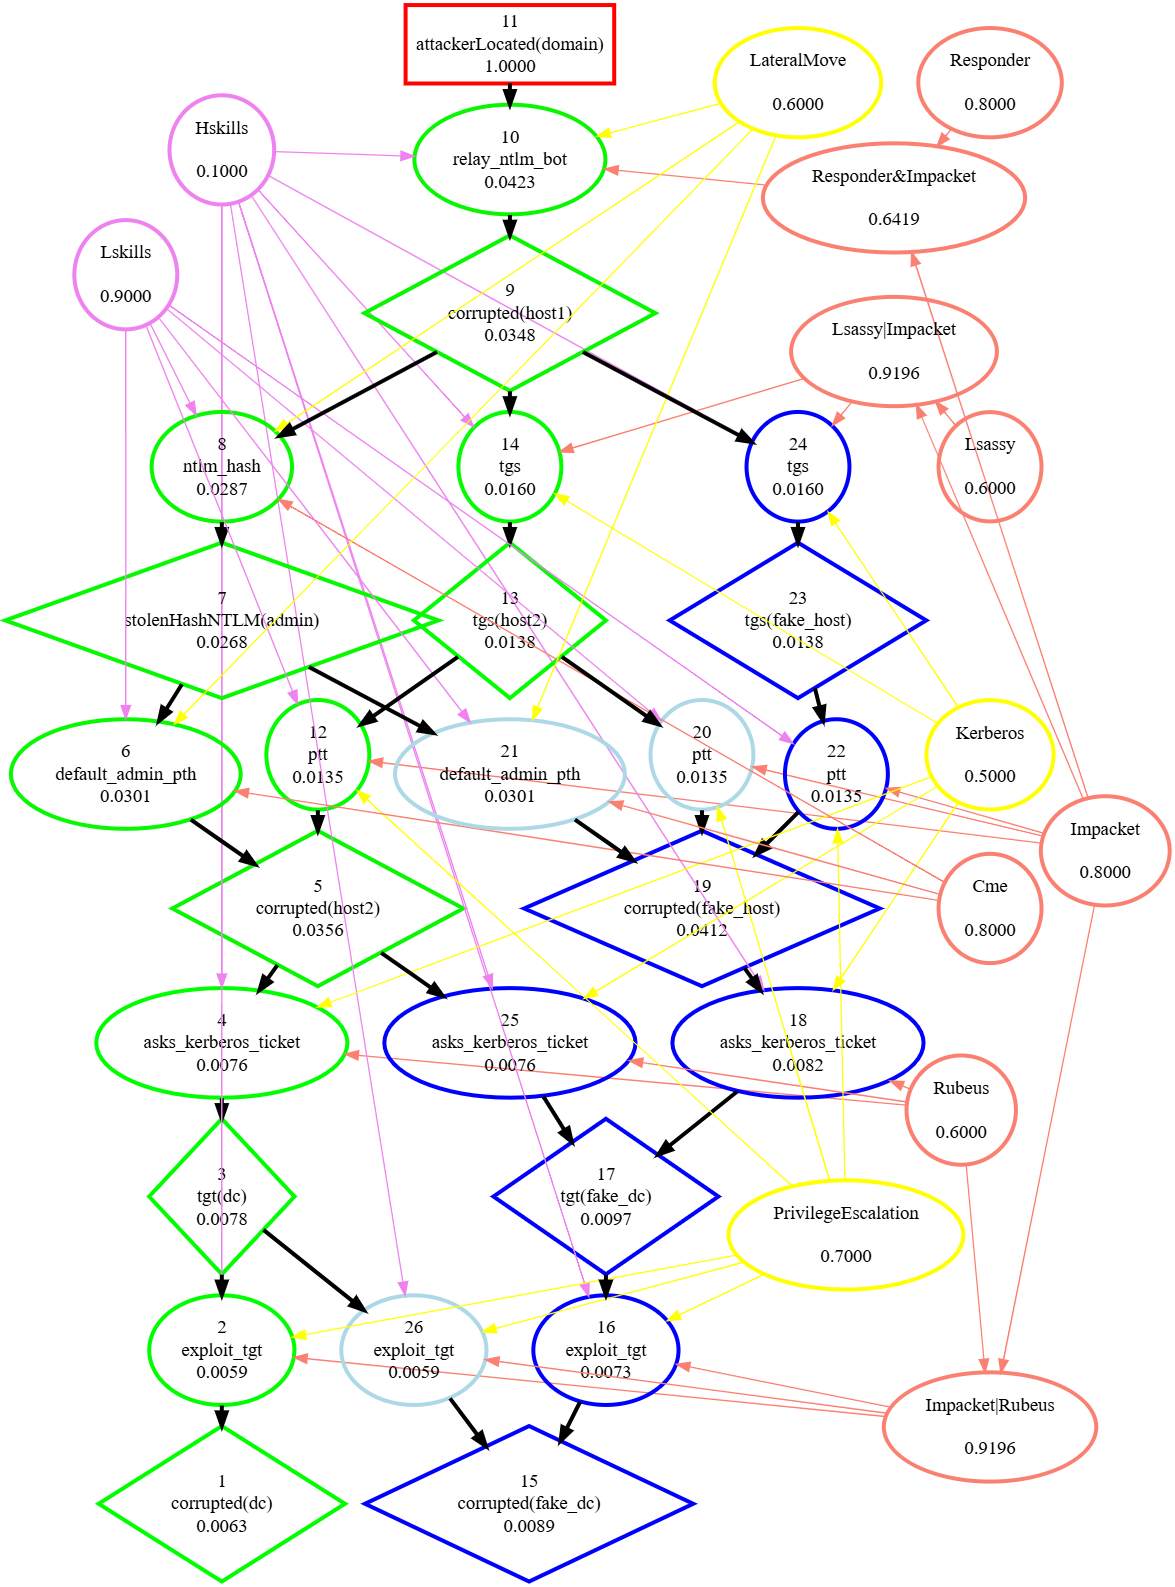 11
attackerLocated(domain)
1.0000
LateralMove
0.6000
Responder
0.8000
Hskills
0.1000
10
relay_ntlm_bot
0.0423
Responder&Impacket
0.6419
Lskills
0.9000
9
corrupted(host1)
0.0348
Lsassy|Impacket
0.9196
8
ntlm_hash
0.0287
14
tgs
0.0160
24
tgs
0.0160
Lsassy
0.6000
7
stolenHashNTLM(admin)
0.0268
13
tgs(host2)
0.0138
23
tgs(fake_host)
0.0138
6
default_admin_pth
0.0301
12
ptt
0.0135
21
default_admin_pth
0.0301
20
ptt
0.0135
22
ptt
0.0135
Kerberos
0.5000
Impacket
0.8000
5
corrupted(host2)
0.0356
19
corrupted(fake_host)
0.0412
Cme
0.8000
4
asks_kerberos_ticket
0.0076
25
asks_kerberos_ticket
0.0076
18
asks_kerberos_ticket
0.0082
Rubeus
0.6000
3
tgt(dc)
0.0078
17
tgt(fake_dc)
0.0097
PrivilegeEscalation
0.7000
2
exploit_tgt
0.0059
26
exploit_tgt
0.0059
16
exploit_tgt
0.0073
Impacket|Rubeus
0.9196
1
corrupted(dc)
0.0063
15
corrupted(fake_dc)
0.0089